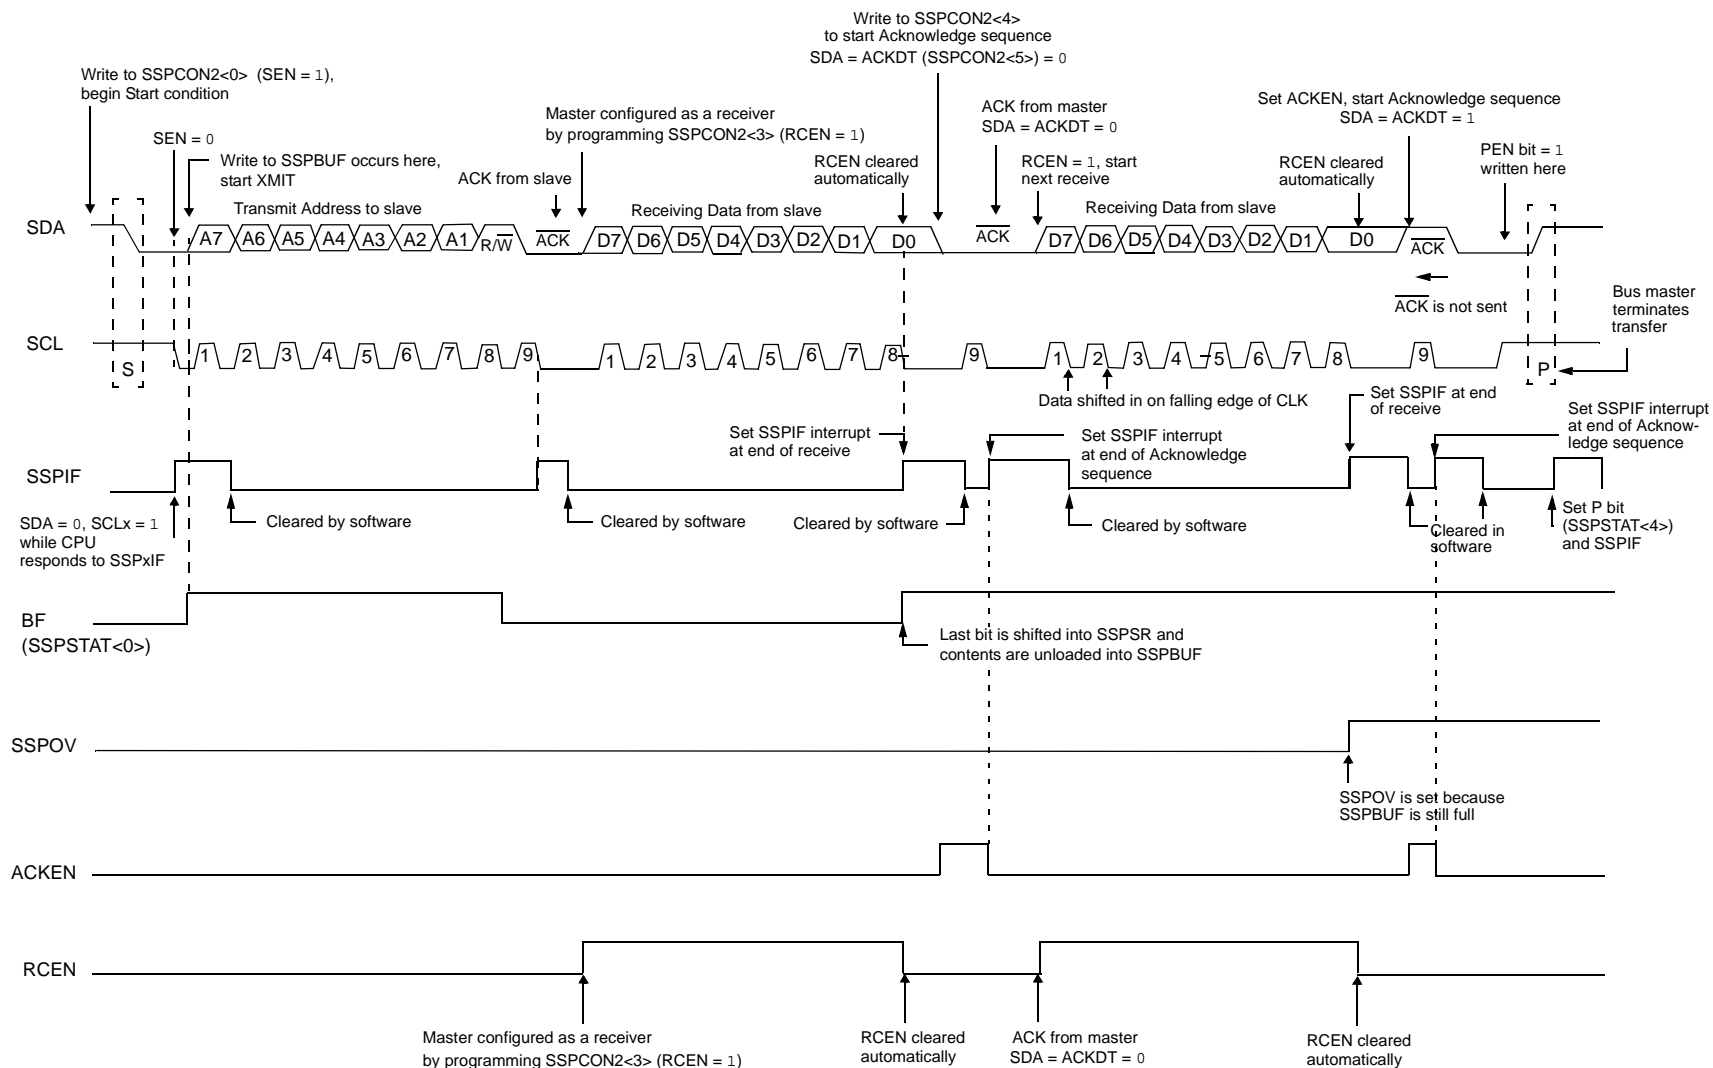 Write to SSPCON2<4>
to start Acknowledge sequence
SDA = ACKDT (SSPCON2<5>) = 0
Write to SSPCON2<0> (SEN = 1),
begin Start condition
Master configured as a receiver
by programming SSPCON2<3> (RCEN = 1)
ACK from master
SDA = ACKDT = 0
Set ACKEN, start Acknowledge sequence
SDA = ACKDT = 1
SEN = 0
Write to SSPBUF occurs here,
start XMIT
ACK from slave
RCEN cleared
automatically
RCEN = 1, start
next receive
RCEN cleared
automatically
PEN bit = 1
written here
Transmit Address to slave
Receiving Data from slave
Receiving Data from slave
SDA
A7 A6 A5 A4 A3 A2 A1 R/W ACK D7 D6 D5 D4 D3 D2 D1 D0 ACK D7 D6 D5 D4 D3 D2 D1 D0 ACK
ACK is not sent
Bus master
terminates
transfer
SCL
S 1 2 3 4 5 6 7 8 9 1 2 3 4 5 6 7 8 9 1 2 3 4 5 6 7 8 9 P
Data shifted in on falling edge of CLK
Set SSPIF at end
of receive
Set SSPIF interrupt
at end of receive
Set SSPIF interrupt
at end of Acknowledge
sequence
Set SSPIF interrupt
at end of Acknow-
ledge sequence
SSPIF
SDA = 0, SCLx = 1
while CPU
responds to SSPxIF
Cleared by software
Cleared by software
Cleared by software
Cleared by software
Cleared in
software
Set P bit
(SSPSTAT<4>)
and SSPIF
BF
(SSPSTAT<0>)
Last bit is shifted into SSPSR and
contents are unloaded into SSPBUF
SSPOV
SSPOV is set because
SSPBUF is still full
ACKEN
RCEN
Master configured as a receiver
by programming SSPCON2<3> (RCEN = 1)
RCEN cleared
automatically
ACK from master
SDA = ACKDT = 0
RCEN cleared
automatically